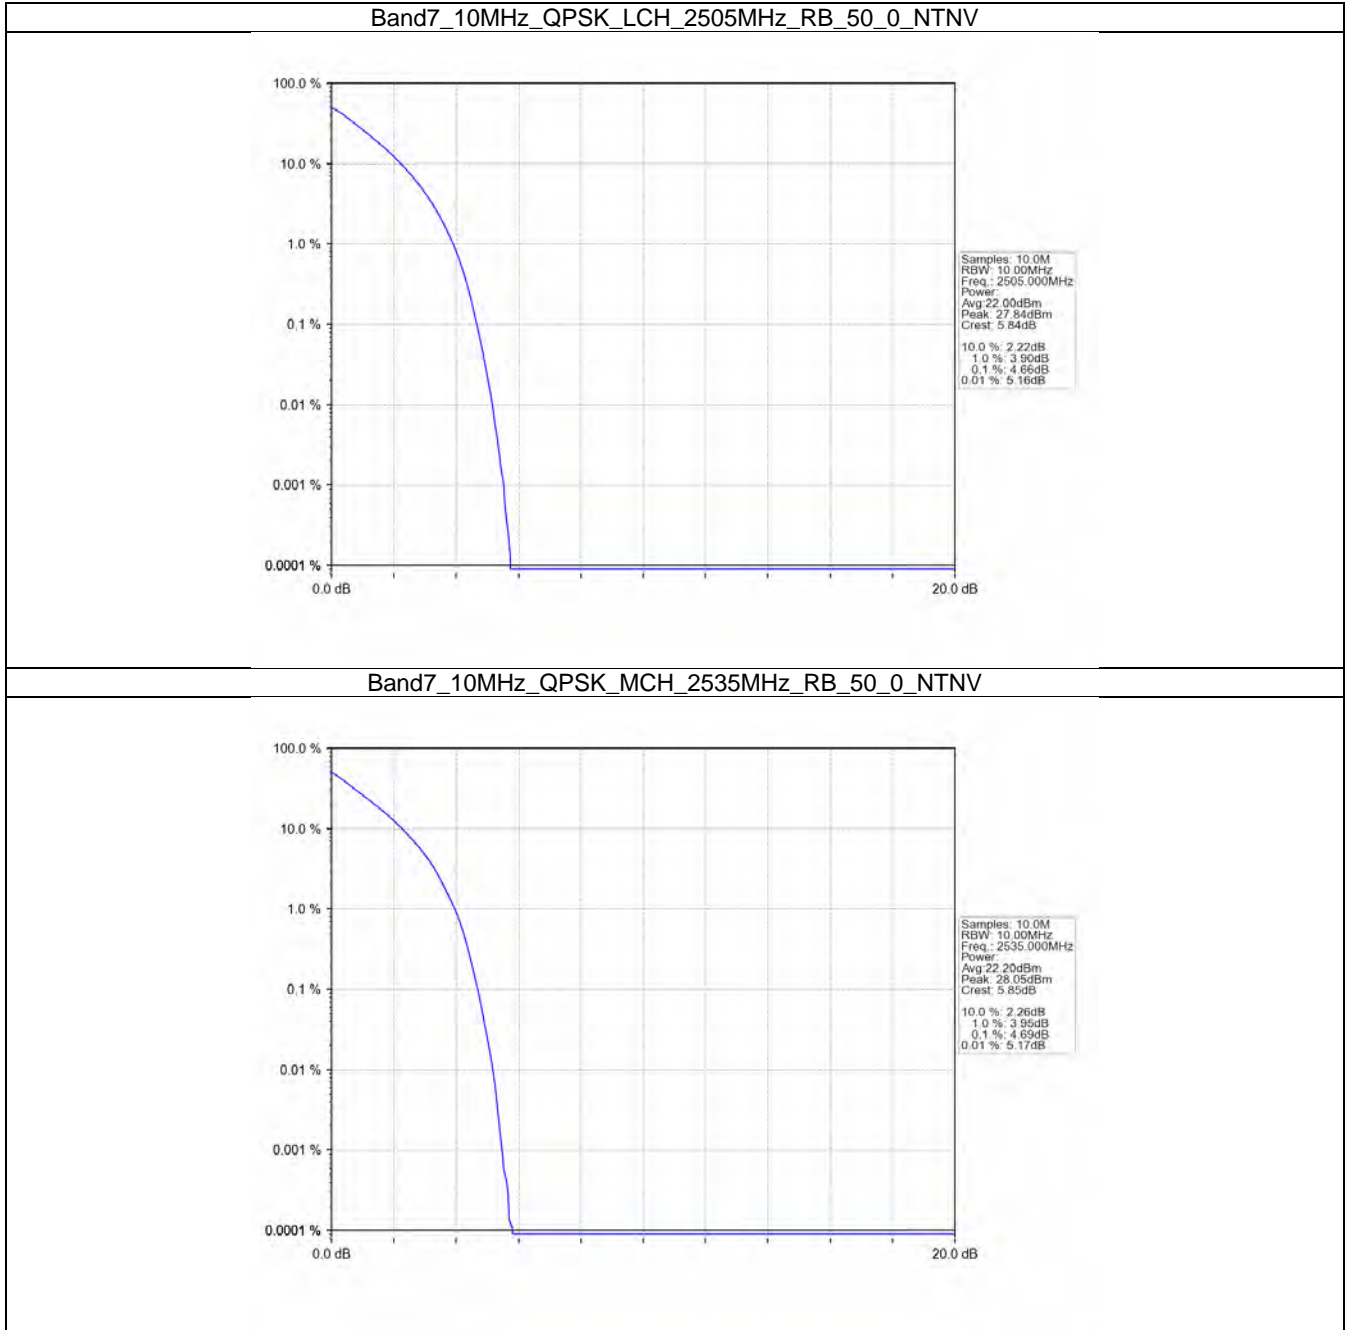 Band7_10MHz_QPSK_LCH_2505MHz_RB_50_0_NTNV
100.0 %
10.0 %
1.0 %
0.1 %
0.01 %
0.001 %
0.0001 %
0.0 dB
20.0 dB
Samples: 10.0M
RBW: 10.00MHz
Freq.: 2505.000MHz
Power:
Avg:22.00dBm
Peak: 27.84dBm
Crest: 5.84dB
10.0 %: 2.22dB
1.0 %: 3.90dB
0.1 %: 4.66dB
0.01 %: 5.16dB
Band7_10MHz_QPSK_MCH_2535MHz_RB_50_0_NTNV
100.0 %
10.0 %
1.0 %
0.1 %
0.01 %
0.001 %
0.0001 %
0.0 dB
20.0 dB
Samples: 10.0M
RBW: 10.00MHz
Freq.: 2535.000MHz
Power:
Avg:22.20dBm
Peak: 28.05dBm
Crest: 5.85dB
10.0 %: 2.26dB
1.0 %: 3.95dB
0.1 %: 4.69dB
0.01 %: 5.17dB